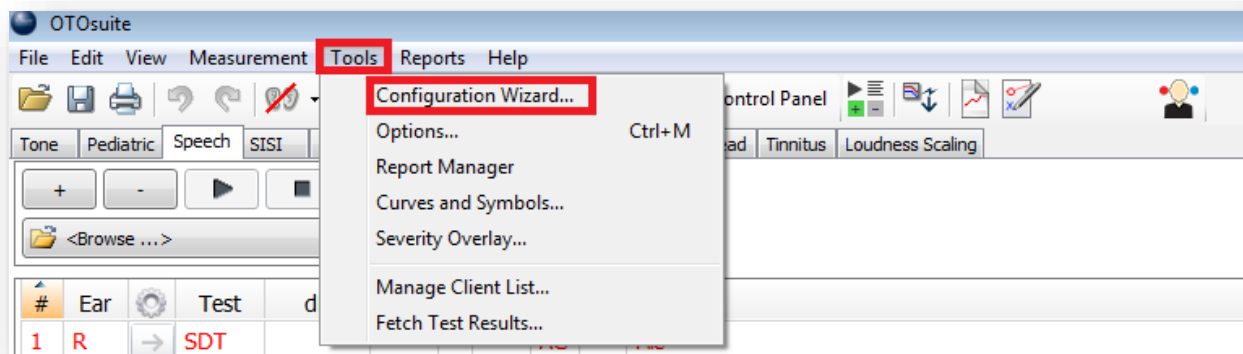 OTOsuite
File Edit View Measurement Tools Reports Help
Configuration Wizard...
ontrol Panel
Options... Ctrl+M
Tone Pediatric Speech SISI ead Tinnitus Loudness Scaling
Report Manager
+ -
Curves and Symbols...
<Browse ...>
Severity Overlay...
Manage Client List...
# Ear Test d
Fetch Test Results...
1 R SDT